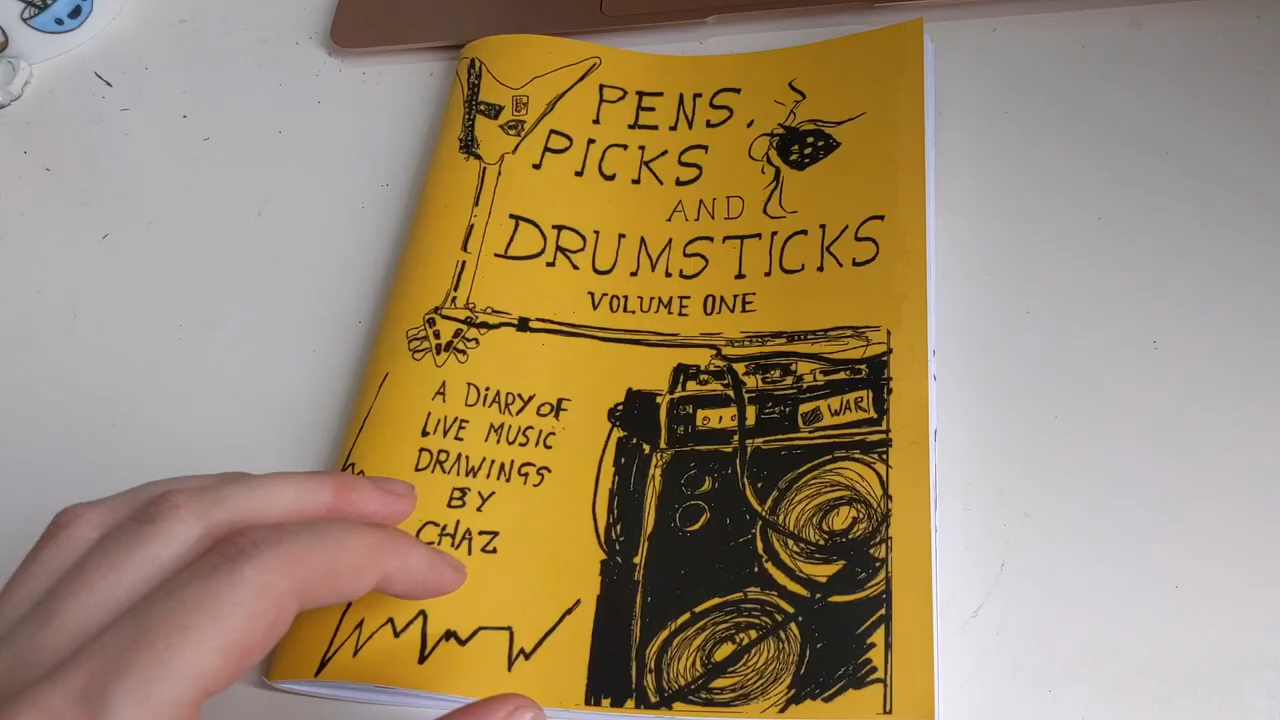 PENS,
PICKS
AND
DRUMSTICKS
VOLUME ONE
A DiARY OF
LIVE MUSIC
DRAWINGS
BY
CHAZ
WAR